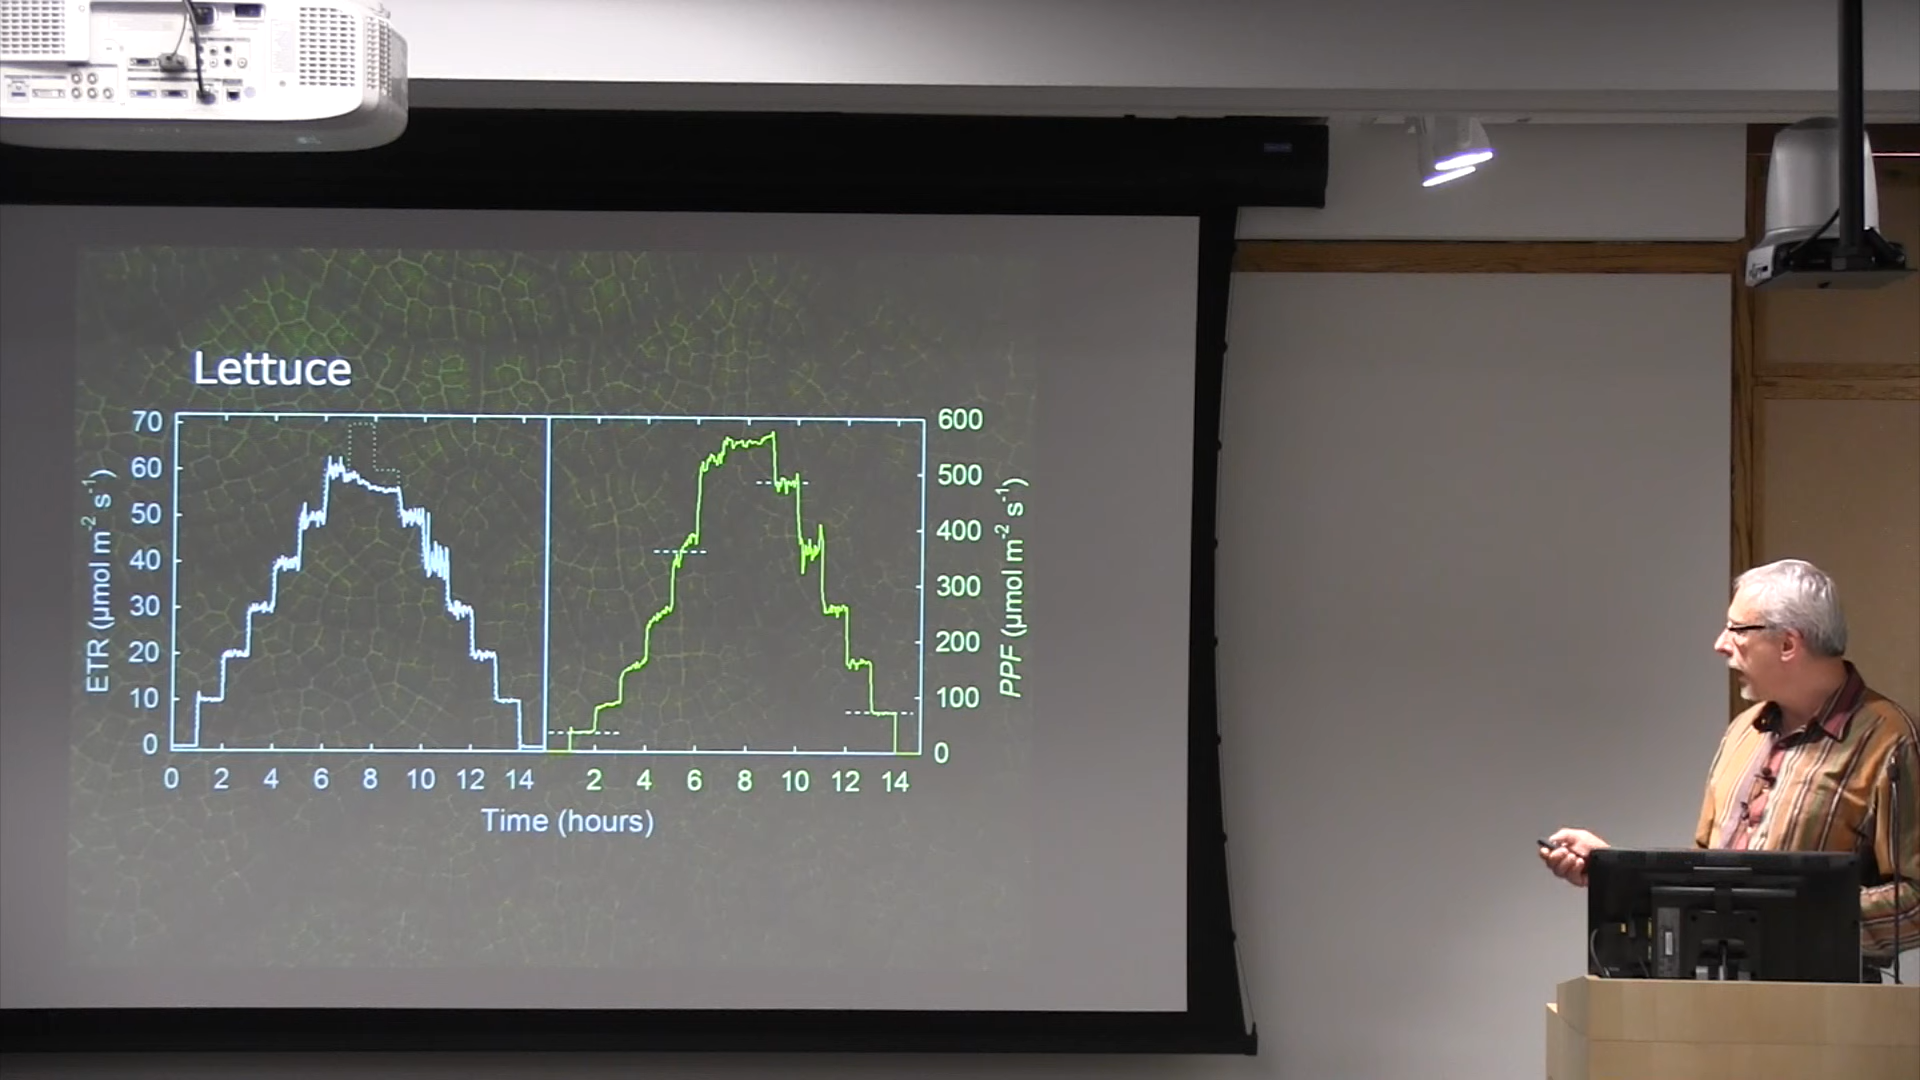 Lettuce
70
60
50
40
30
20
10
0
ETR (µmol m-2 s-1)
0 2 4 6 8 10 12 14
2 4 6 8 10 12 14
Time (hours)
600
500
400
300
200
100
0
PPF (µmol m-2 s-1)